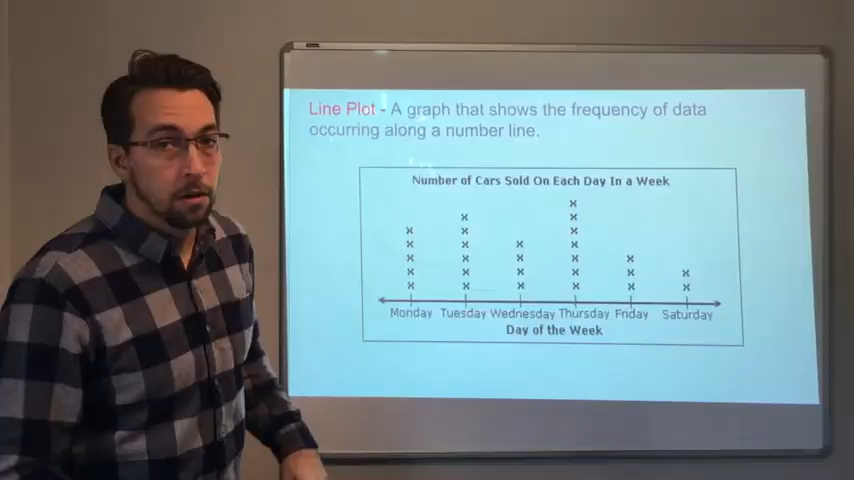 Line Plot - A graph that shows the frequency of data
occurring along a number line.
Number of Cars Sold On Each Day In a Week
Monday Tuesday Wednesday Thursday Friday Saturday
Day of the Week